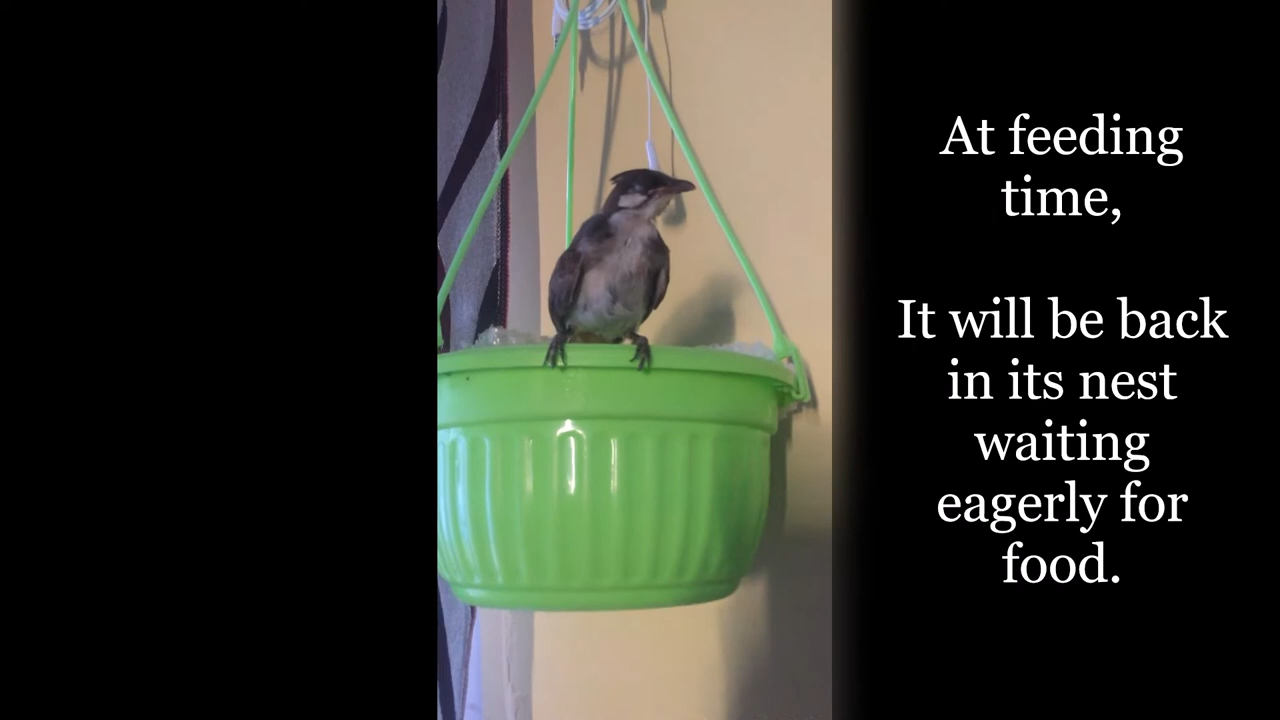 At feeding
time,
It will be back
in its nest
waiting
eagerly for
food.